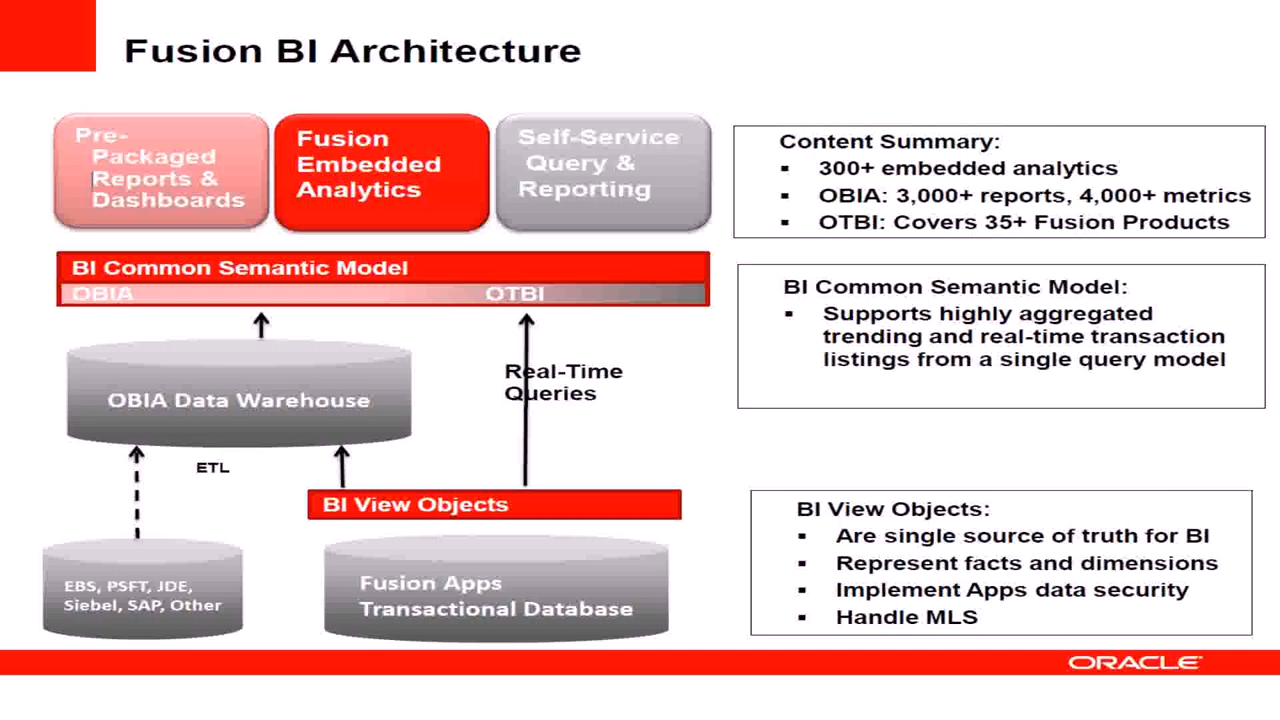 Fusion BI Architecture
Pre-
Packaged
Reports &
Dashboards
Fusion
Embedded
Analytics
Self-Service
Query &
Reporting
BI Common Semantic Model
OBIA
OTBI
OBIA Data Warehouse
Real-Time
Queries
ETL
BI View Objects
EBS, PSFT, JDE,
Siebel, SAP, Other
Fusion Apps
Transactional Database
Content Summary:
▪ 300+ embedded analytics
▪ OBIA: 3,000+ reports, 4,000+ metrics
▪ OTBI: Covers 35+ Fusion Products
BI Common Semantic Model:
▪ Supports highly aggregated
trending and real-time transaction
listings from a single query model
BI View Objects:
▪ Are single source of truth for BI
▪ Represent facts and dimensions
▪ Implement Apps data security
▪ Handle MLS
ORACLE